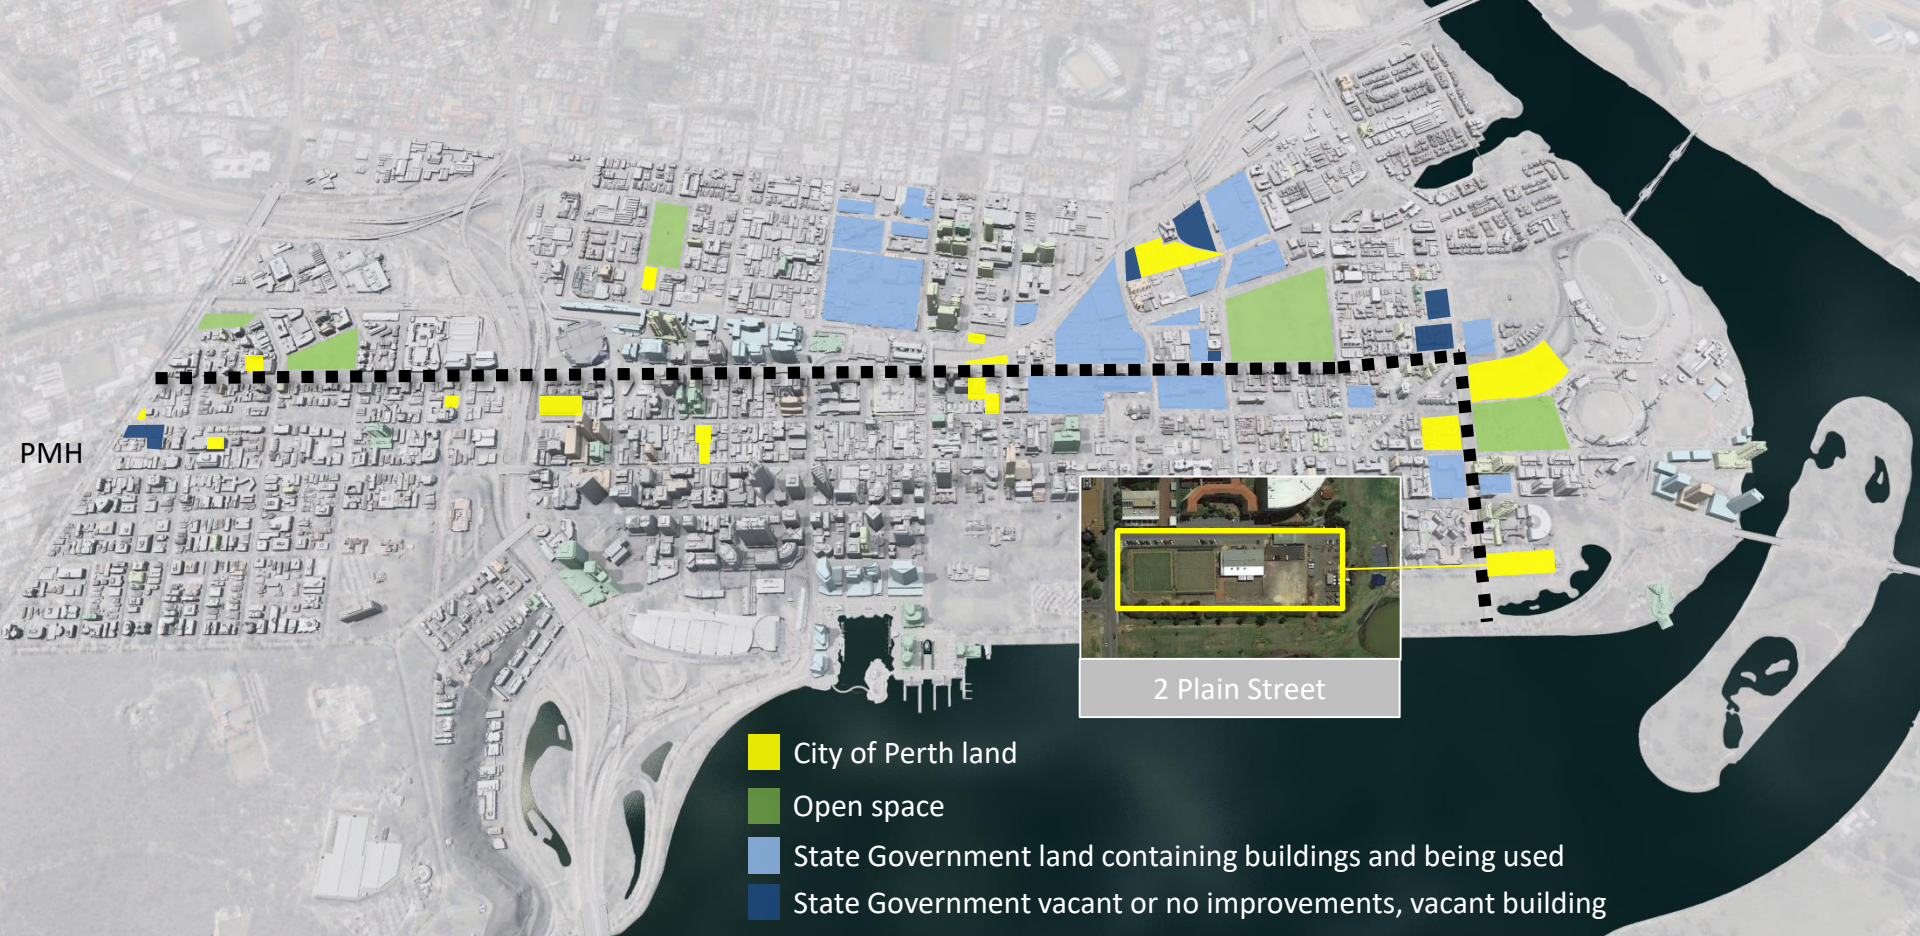 PMH
2 Plain Street
City of Perth land
Open space
State Government land containing buildings and being used
State Government vacant or no improvements, vacant building